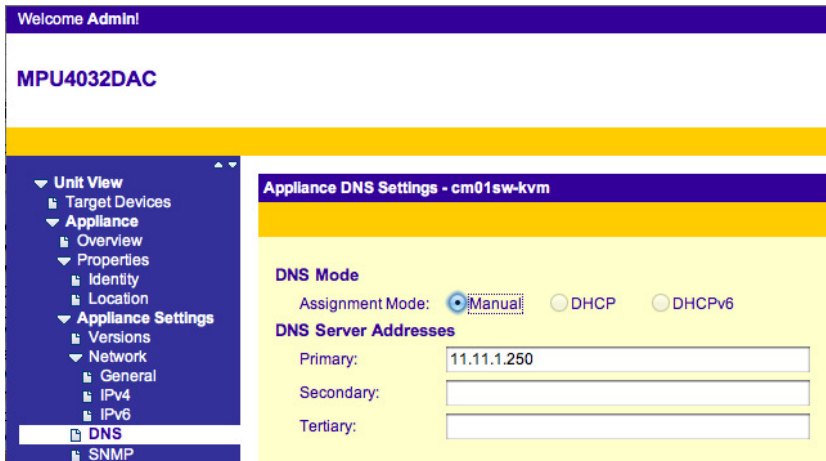 Welcome Admin!
MPU4032DAC
Unit View
Target Devices
Appliance
Overview
Properties
Identity
Location
Appliance Settings
Versions
Network
General
IPv4
IPv6
DNS
SNMP
Appliance DNS Settings - cm01sw-kvm
DNS Mode
Assignment Mode: Manual DHCP DHCPv6
DNS Server Addresses
Primary: 11.11.1.250
Secondary:
Tertiary: